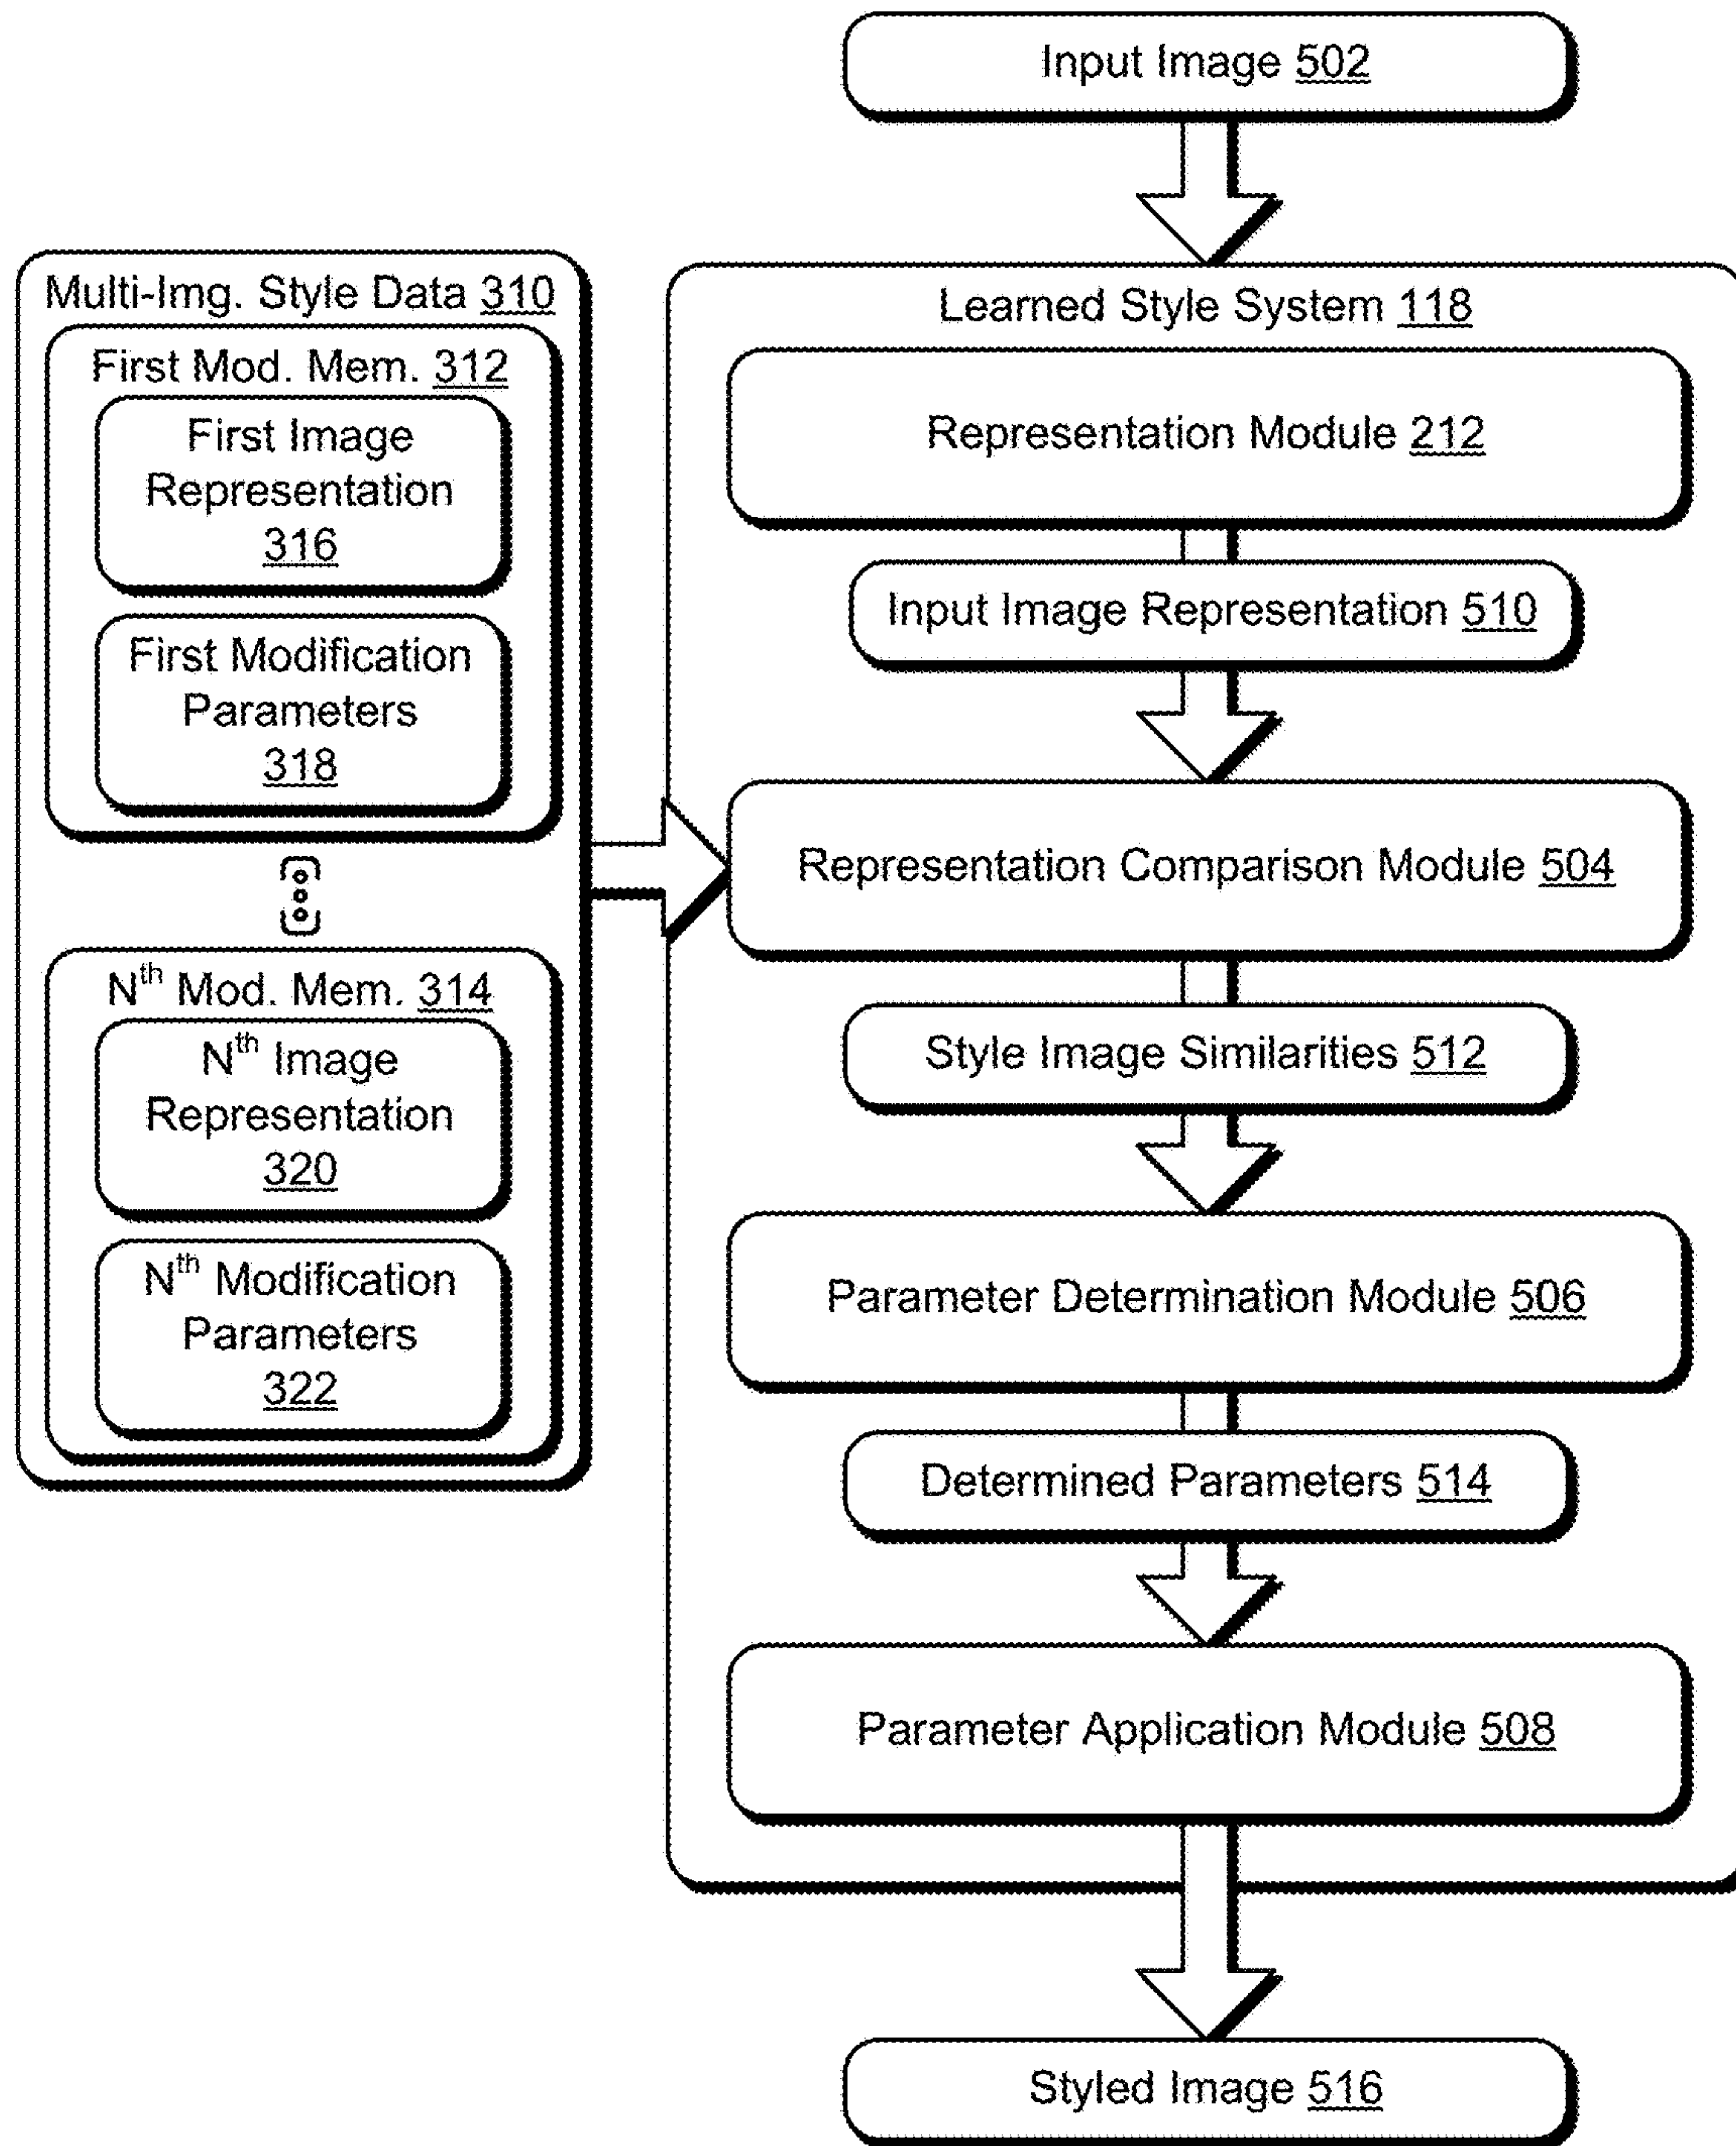 Input Image 502
Multi-Img. Style Data 310
First Mod. Mem. 312
First Image
Representation
316
First Modification
Parameters
318
Nth Mod. Mem. 314
Nth Image
Representation
320
Nth Modification
Parameters
322
Learned Style System 118
Representation Module 212
Input Image Representation 510
Representation Comparison Module 504
Style Image Similarities 512
Parameter Determination Module 506
Determined Parameters 514
Parameter Application Module 508
Styled Image 516